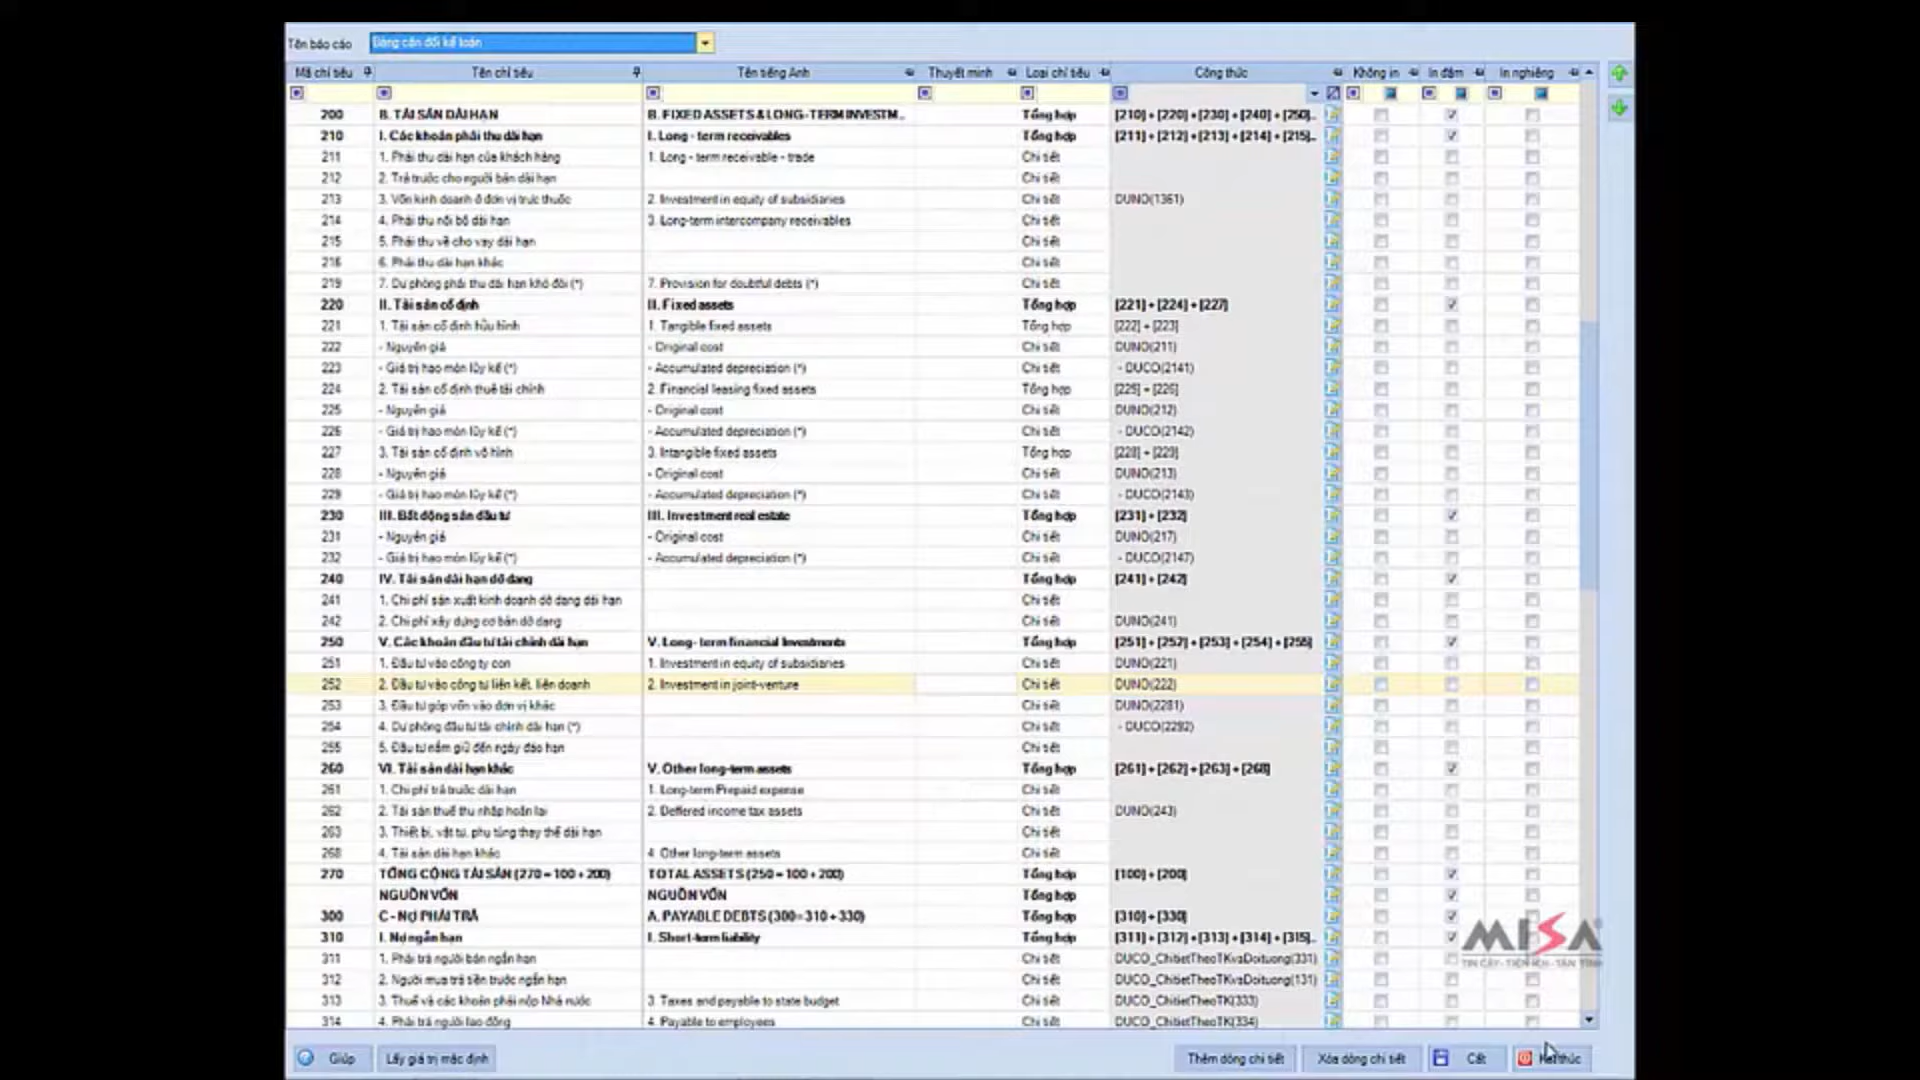 Tên báo cáo Bảng cân đối kế toán
Mã chỉ tiêu Tên chỉ tiêu Tên tiếng Anh Thuyết minh Loại chỉ tiêu Công thức Không in In đậm In nghiêng
200 B. TÀI SẢN DÀI HẠN B. FIXED ASSETS & LONG-TERM INVESTM... Tổng hợp [210] + [220] + [230] + [240] + [250]...
210 I. Các khoản phải thu dài hạn I. Long - term receivables Tổng hợp [211] + [212] + [213] + [214] + [215]...
211 1. Phải thu dài hạn của khách hàng 1. Long - term receivable - trade Chi tiết
212 2. Trả trước cho người bán dài hạn Chi tiết
213 3. Vốn kinh doanh ở đơn vị trực thuộc 2. Investment in equity of subsidiaries Chi tiết DUNO(1361)
214 4. Phải thu nội bộ dài hạn 3. Long-term intercompany receivables Chi tiết
215 5. Phải thu về cho vay dài hạn Chi tiết
216 6. Phải thu dài hạn khác Chi tiết
219 7. Dự phòng phải thu dài hạn khó đòi (*) 7. Provision for doubtful debts (*) Chi tiết
220 II. Tài sản cố định II. Fixed assets Tổng hợp [221] + [224] + [227]
221 1. Tài sản cố định hữu hình 1. Tangible fixed assets Tổng hợp [222] + [223]
222 - Nguyên giá - Original cost Chi tiết DUNO(211)
223 - Giá trị hao mòn lũy kế (*) - Accumulated depreciation (*) Chi tiết - DUCO(2141)
224 2. Tài sản cố định thuê tài chính 2. Financial leasing fixed assets Tổng hợp [225] + [226]
225 - Nguyên giá - Original cost Chi tiết DUNO(212)
226 - Giá trị hao mòn lũy kế (*) - Accumulated depreciation (*) Chi tiết - DUCO(2142)
227 3. Tài sản cố định vô hình 3. Intangible fixed assets Tổng hợp [228] + [229]
228 - Nguyên giá - Original cost Chi tiết DUNO(213)
229 - Giá trị hao mòn lũy kế (*) - Accumulated depreciation (*) Chi tiết - DUCO(2143)
230 III. Bất động sản đầu tư III. Investment real estate Tổng hợp [231] + [232]
231 - Nguyên giá - Original cost Chi tiết DUNO(217)
232 - Giá trị hao mòn lũy kế (*) - Accumulated depreciation (*) Chi tiết - DUCO(2147)
240 IV. Tài sản dài hạn dở dang Tổng hợp [241] + [242]
241 1. Chi phí sản xuất kinh doanh dở dang dài hạn Chi tiết
242 2. Chi phí xây dựng cơ bản dở dang Chi tiết DUNO(241)
250 V. Các khoản đầu tư tài chính dài hạn V. Long- term financial Investments Tổng hợp [251] + [252] + [253] + [254] + [255]
251 1. Đầu tư vào công ty con 1. Investment in equity of subsidiaries Chi tiết DUNO(221)
252 2. Đầu tư vào công ty liên kết, liên doanh 2. Investment in joint-venture Chi tiết DUNO(222)
253 3. Đầu tư góp vốn vào đơn vị khác Chi tiết DUNO(2281)
254 4. Dự phòng đầu tư tài chính dài hạn (*) Chi tiết - DUCO(2292)
255 5. Đầu tư nắm giữ đến ngày đáo hạn Chi tiết
260 VI. Tài sản dài hạn khác V. Other long-term assets Tổng hợp [261] + [262] + [263] + [268]
261 1. Chi phí trả trước dài hạn 1. Long-term Prepaid expense Chi tiết
262 2. Tài sản thuế thu nhập hoãn lại 2. Deffered income tax assets Chi tiết DUNO(243)
263 3. Thiết bị, vật tư, phụ tùng thay thế dài hạn Chi tiết
268 4. Tài sản dài hạn khác 4. Other long-term assets Chi tiết
270 TỔNG CỘNG TÀI SẢN (270 = 100 + 200) TOTAL ASSETS (250 = 100 + 200) Tổng hợp [100] + [200]
NGUỒN VỐN NGUỒN VỐN Tổng hợp
300 C - NỢ PHẢI TRẢ A. PAYABLE DEBTS (300= 310 + 330) Tổng hợp [310] + [330]
310 I. Nợ ngắn hạn I. Short-term liability Tổng hợp [311] + [312] + [313] + [314] + [315]...
311 1. Phải trả người bán ngắn hạn Chi tiết DUCO_ChitietTheoTKvaDoituong(331)
312 2. Người mua trả tiền trước ngắn hạn Chi tiết DUCO_ChitietTheoTKvaDoituong(131)
313 3. Thuế và các khoản phải nộp Nhà nước 3. Taxes and payable to state budget Chi tiết DUCO_ChitietTheoTK(333)
314 4. Phải trả người lao động 4. Payable to employees Chi tiết DUCO_ChitietTheoTK(334)
MISA
TIN CẬY - TIỆN ÍCH - TẬN TÌNH
Giúp Lấy giá trị mặc định Thêm dòng chi tiết Xóa dòng chi tiết Cất Kết thúc